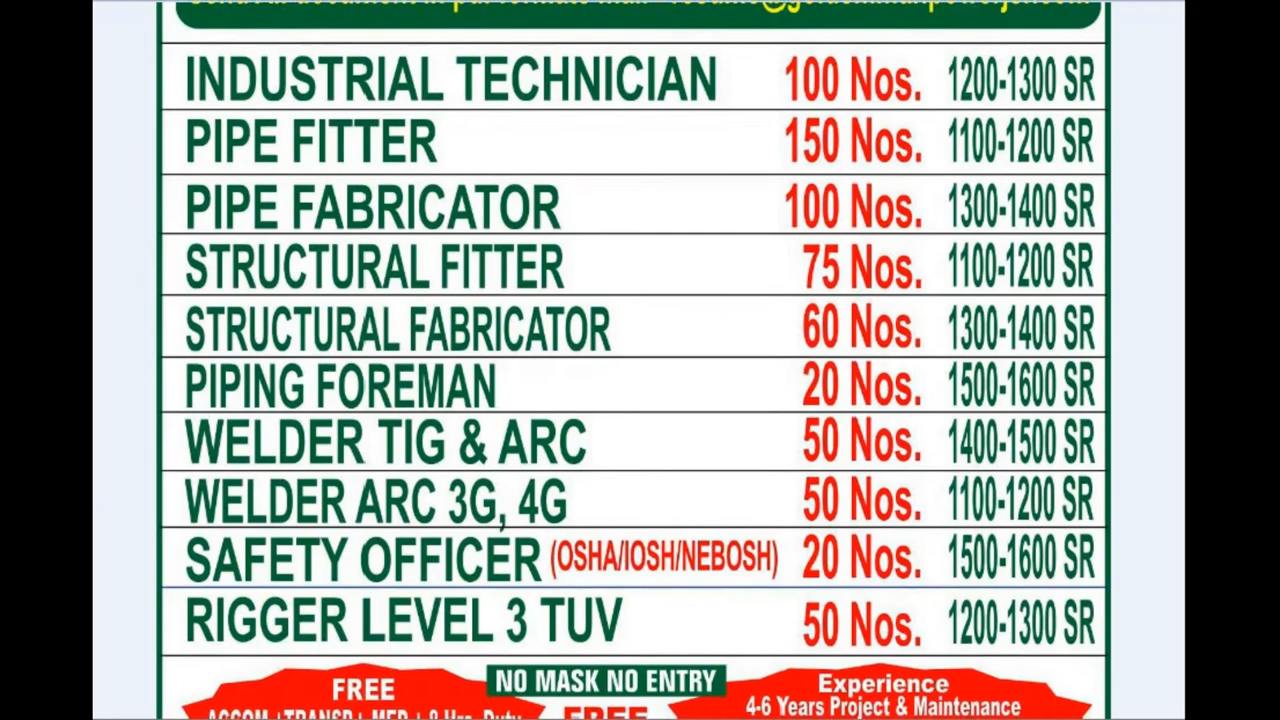 INDUSTRIAL TECHNICIAN 100 Nos. 1200-1300 SR
PIPE FITTER 150 Nos. 1100-1200 SR
PIPE FABRICATOR 100 Nos. 1300-1400 SR
STRUCTURAL FITTER 75 Nos. 1100-1200 SR
STRUCTURAL FABRICATOR 60 Nos. 1300-1400 SR
PIPING FOREMAN 20 Nos. 1500-1600 SR
WELDER TIG & ARC 50 Nos. 1400-1500 SR
WELDER ARC 3G, 4G 50 Nos. 1100-1200 SR
SAFETY OFFICER (OSHA/IOSH/NEBOSH) 20 Nos. 1500-1600 SR
RIGGER LEVEL 3 TUV 50 Nos. 1200-1300 SR
NO MASK NO ENTRY
FREE
FREE
Experience
4-6 Years Project & Maintenance